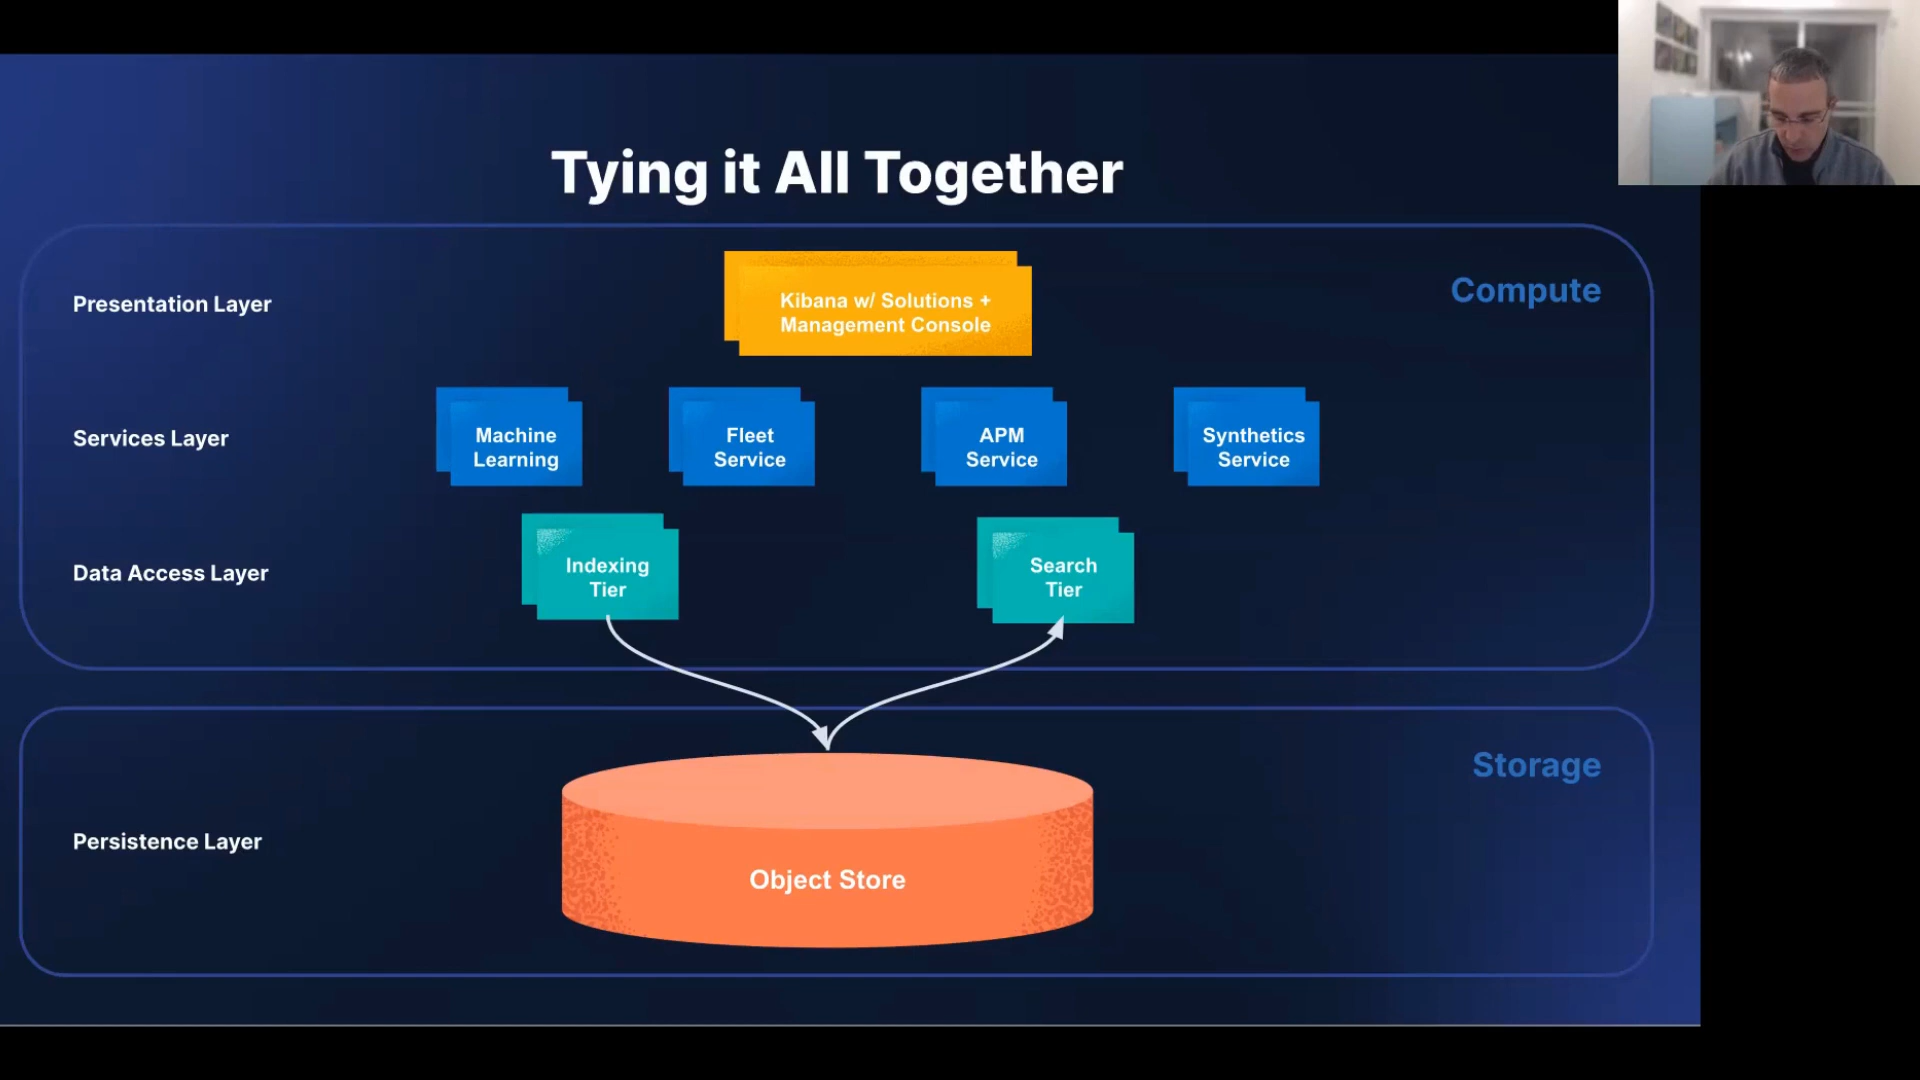 Tying it All Together
Compute
Presentation Layer
Kibana w/ Solutions +
Management Console
Services Layer
Machine
Learning
Fleet
Service
APM
Service
Synthetics
Service
Data Access Layer
Indexing
Tier
Search
Tier
Storage
Persistence Layer
Object Store